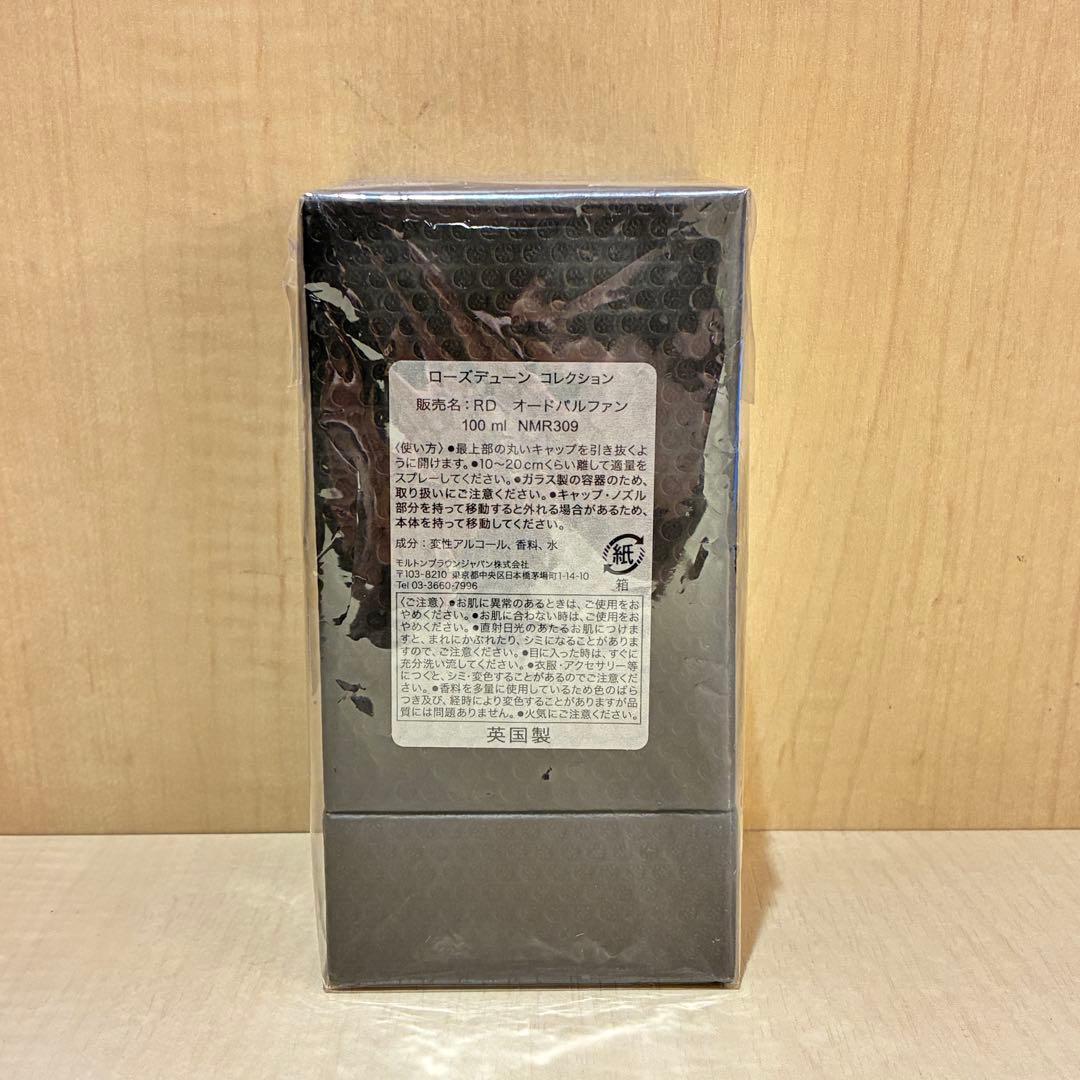 ローズデューン コレクション
販売名：RD オードパルファン
100 ml NMR309
〈使い方〉●最上部の丸いキャップを引き抜くよ
うに開けます。●10～20cmくらい離して適量を
スプレーしてください。●ガラス製の容器のため、
取り扱いにご注意ください。●キャップ・ノズル
部分を持って移動すると外れる場合があるため、
本体を持って移動してください。
成分：変性アルコール、香料、水
モルトンブラウンジャパン株式会社
〒103-8210 東京都中央区日本橋茅場町1-14-10
Tel 03-3660-7996
紙
箱
〈ご注意〉●お肌に異常のあるときは、ご使用をお
やめください。●お肌に合わない時は、ご使用をお
やめください。●直射日光のあたるお肌につけま
すと、まれにかぶれたり、シミになることがありま
すので、ご注意ください。●目に入った時は、すぐに
充分洗い流してください。●衣服・アクセサリー等
につくと、シミ・変色することがあるのでご注意くだ
さい。●香料を多量に使用しているため色のばら
つき及び、経時により変色することがありますが品
質には問題ありません。●火気にご注意ください。
英国製